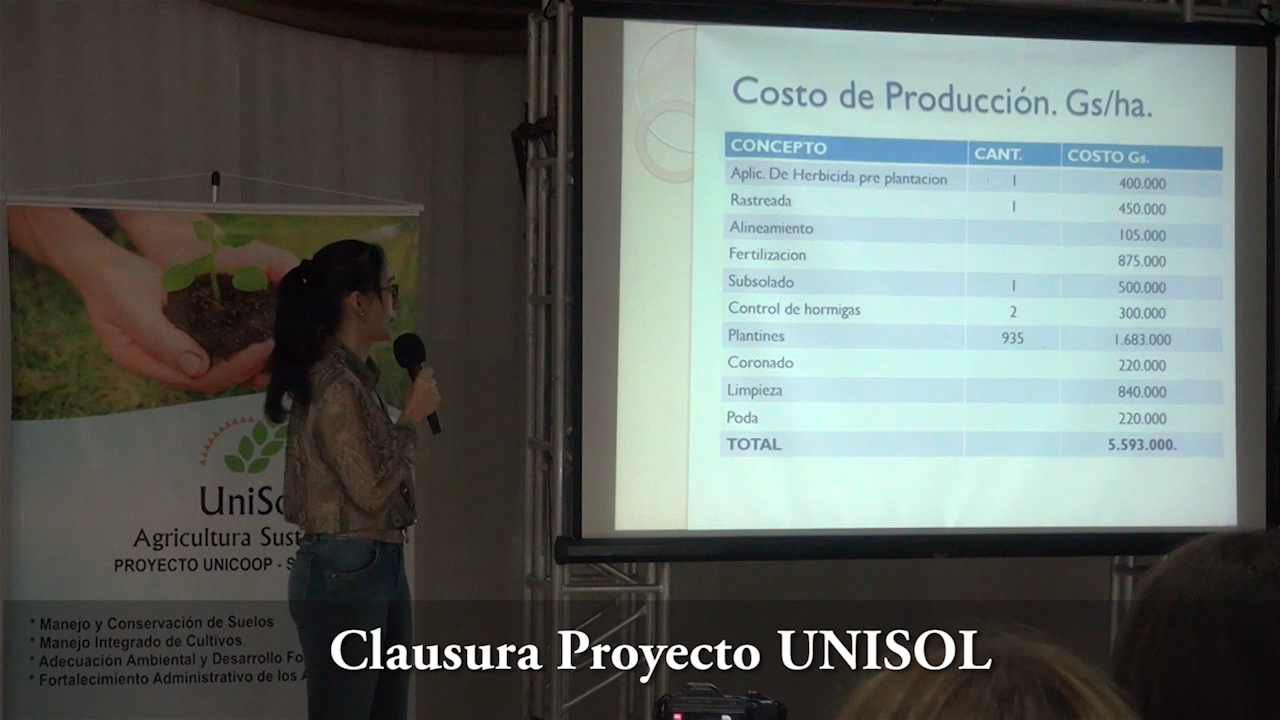 Costo de Producción. Gs/ha.
CONCEPTO CANT. COSTO Gs.
Aplic. De Herbicida pre plantacion 1 400.000
Rastreada 1 450.000
Alineamiento 105.000
Fertilizacion 875.000
Subsolado 1 500.000
Control de hormigas 2 300.000
Plantines 935 1.683.000
Coronado 220.000
Limpieza 840.000
Poda 220.000
TOTAL 5.593.000.
Agricultura
PROYECTO UNICOOP -
* Manejo y Conservación de Suelos
* Manejo Integrado de Cultivos
* Adecuación Ambiental y Desarrollo
* Fortalecimiento Administrativo de los
Clausura Proyecto UNISOL